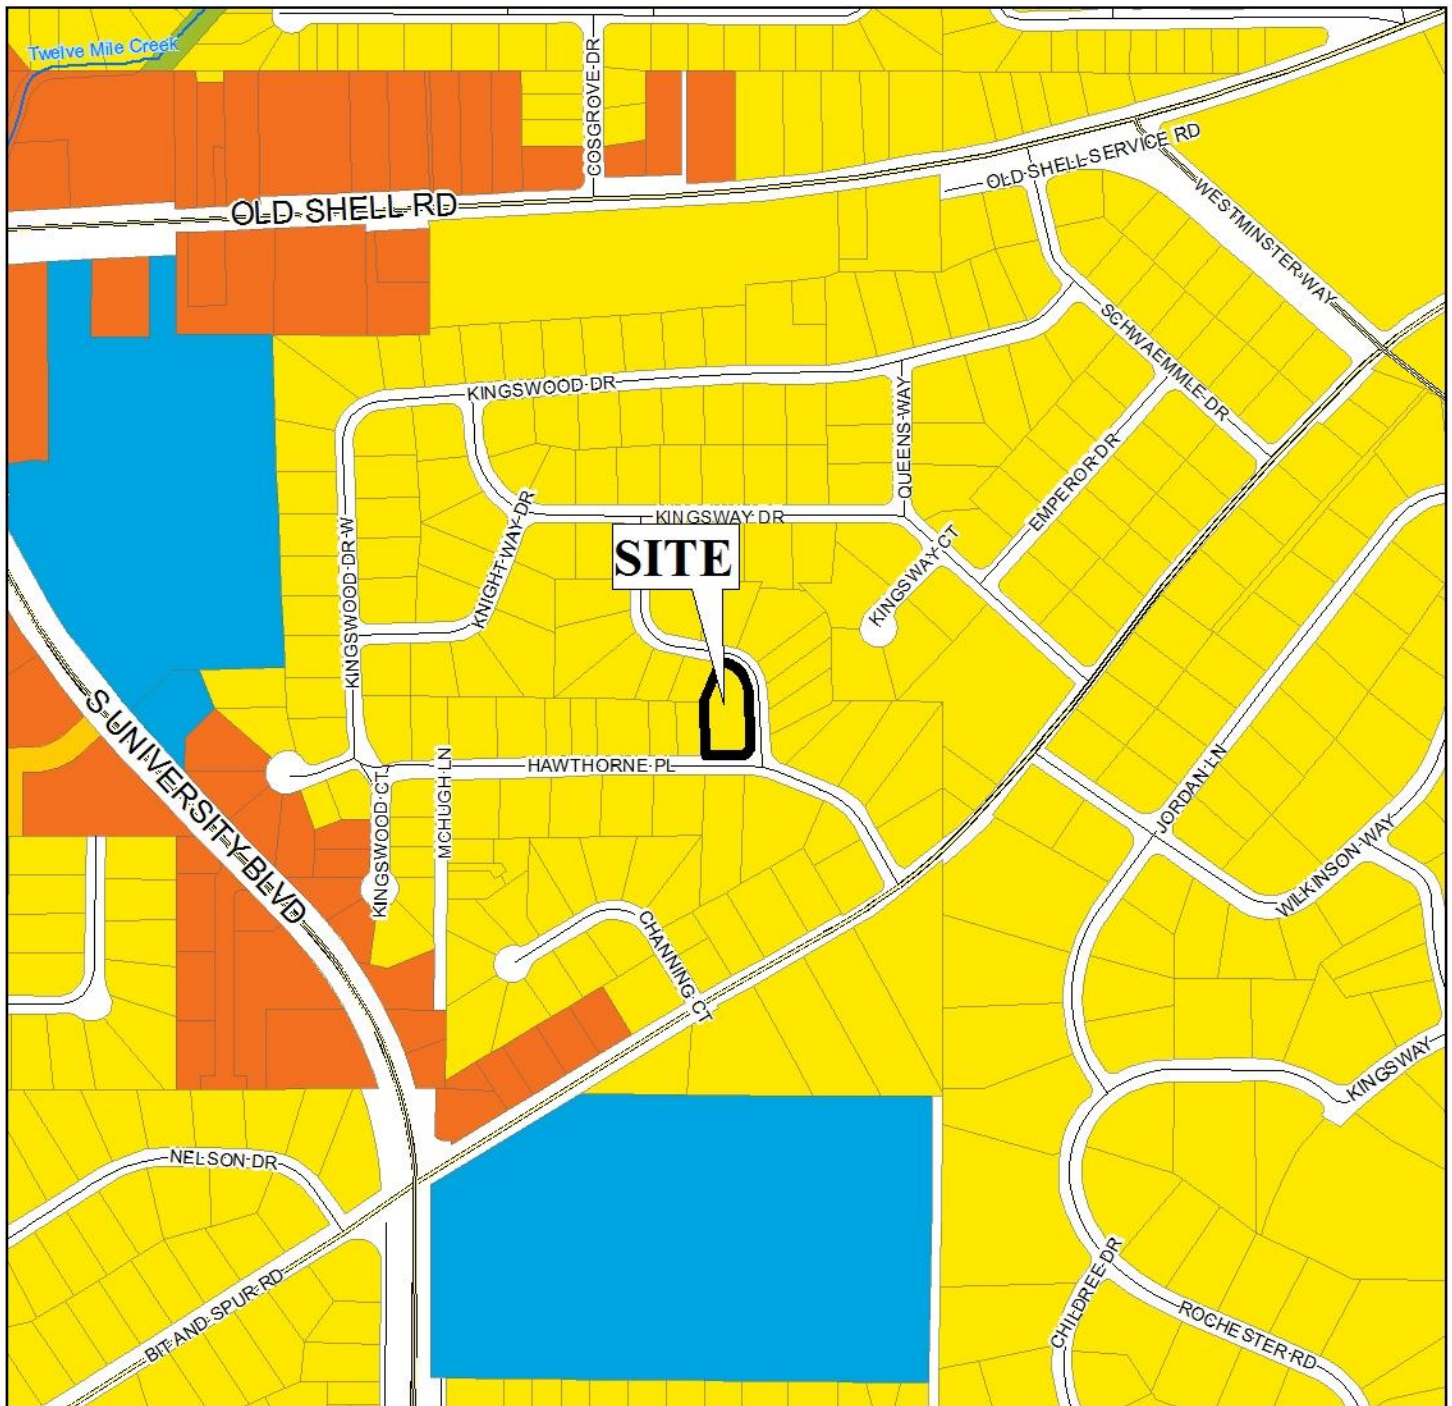 Twelve Mile Creek
COSGROVE DR
OLD SHELL RD
OLD SHELL SERVICE RD
WESTMINSTER WAY
SCHWAEMMLE DR
KINGSWOOD DR
QUEENS WAY
EMPEROR DR
KINGSWAY DR
KNIGHT WAY DR
KINGSWOOD DR W
KINGSWAY CT
SITE
S UNIVERSITY BLVD
HAWTHORNE PL
MCHUGH LN
KINGSWOOD CT
JORDAN LN
WILKINSON WAY
CHANNING CT
KINGSWAY
NELSON DR
BIT AND SPUR RD
CHILDREE DR
ROCHESTER RD